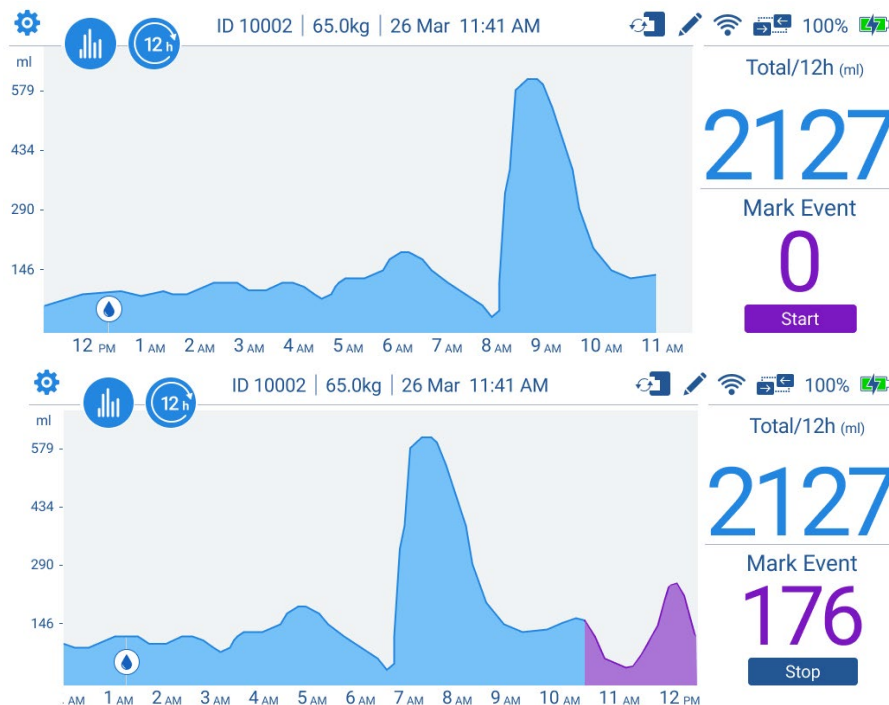 12 h ID 10002 | 65.0kg | 26 Mar 11:41 AM 100%
ml
579
434
290
146
12 PM 1 AM 2 AM 3 AM 4 AM 5 AM 6 AM 7 AM 8 AM 9 AM 10 AM 11 AM
Total/12h (ml)
2127
Mark Event
0
Start
12 h ID 10002 | 65.0kg | 26 Mar 11:41 AM 100%
ml
579
434
290
146
AM 1 AM 2 AM 3 AM 4 AM 5 AM 6 AM 7 AM 8 AM 9 AM 10 AM 11 AM 12 PM
Total/12h (ml)
2127
Mark Event
176
Stop